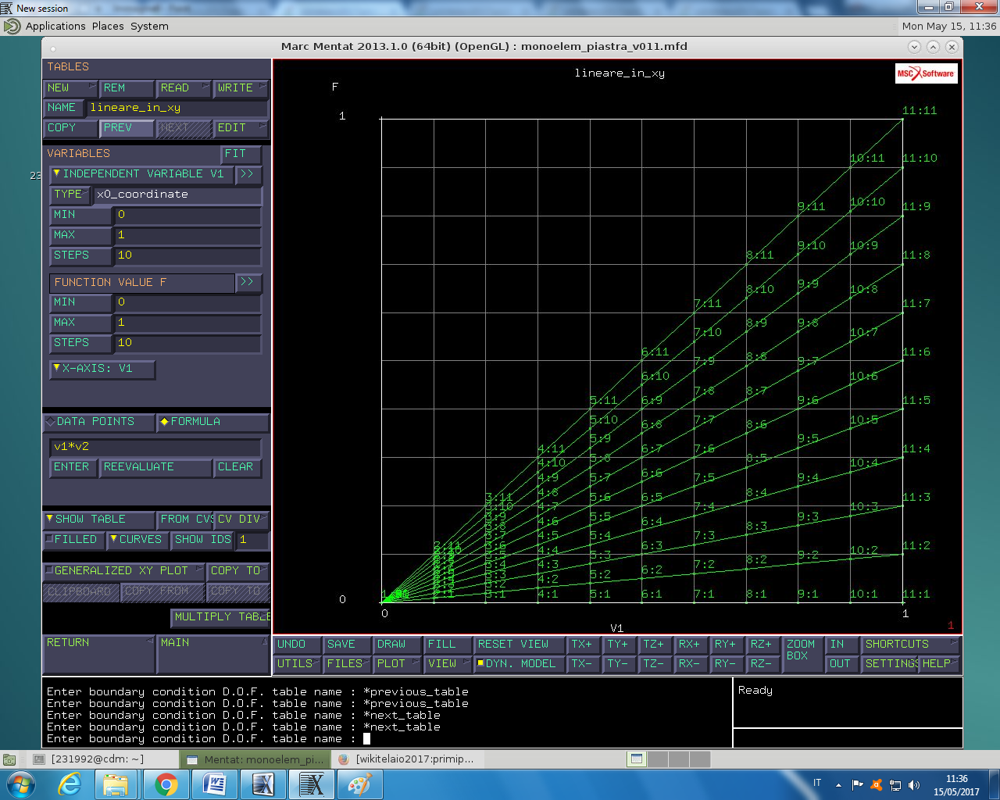 New session
Applications Places System
Mon May 15, 11:36
Marc Mentat 2013.1.0 (64bit) (OpenGL) : monoelem_piastra_v011.mfd
TABLES
NEW REM READ WRITE
NAME lineare_in_xy
COPY PREV NEXT EDIT
VARIABLES FIT
INDEPENDENT VARIABLE V1 >>
TYPE x0_coordinate
MIN 0
MAX 1
STEPS 10
FUNCTION VALUE F >>
MIN 0
MAX 1
STEPS 10
X-AXIS: V1
DATA POINTS FORMULA
v1*v2
ENTER REEVALUATE CLEAR
SHOW TABLE FROM CVS CV DIV
FILLED CURVES SHOW IDS 1
GENERALIZED XY PLOT COPY TO
CLIPBOARD COPY FROM COPY TO
MULTIPLY TABLE
RETURN MAIN
23
lineare_in_xy
MSC Software
F
1
11:11
10:11 11:10
9:11 10:10 11:9
8:11 9:10 10:9 11:8
7:11 8:10 9:9 10:8 11:7
6:11 7:10 8:9 9:8 10:7 11:6
5:11 6:10 7:9 8:8 9:7 10:6 11:5
4:11 5:10 6:9 7:8 8:7 9:6 10:5 11:4
3:11 4:10 5:9 6:8 7:7 8:6 9:5 10:4 11:3
2:11 3:10 4:9 5:8 6:7 7:6 8:5 9:4 10:3 11:2
3:9 4:8 5:7 6:6 7:5 8:4 9:3 10:2
3:8 4:7 5:6 6:5 7:4 8:3 9:2
3:7 4:6 5:5 6:4 7:3 8:2
3:6 4:5 5:4 6:3 7:2
3:5 4:4 5:3 6:2
3:4 4:3 5:2
3:3 4:2
3:2
2:1 3:1 4:1 5:1 6:1 7:1 8:1 9:1 10:1 11:1
0
0 1
V1
1
UNDO SAVE DRAW FILL RESET VIEW TX+ TY+ TZ+ RX+ RY+ RZ+ ZOOM BOX IN SHORTCUTS
UTILS FILES PLOT VIEW DYN. MODEL TX- TY- TZ- RX- RY- RZ- OUT SETTINGS HELP
Enter boundary condition D.O.F. table name : *previous_table
Enter boundary condition D.O.F. table name : *previous_table
Enter boundary condition D.O.F. table name : *next_table
Enter boundary condition D.O.F. table name : *next_table
Enter boundary condition D.O.F. table name :
Ready
[231992@cdm: ~]
Mentat: monoelem_pi...
[wikitelaio2017:primip...
IT
11:36
15/05/2017